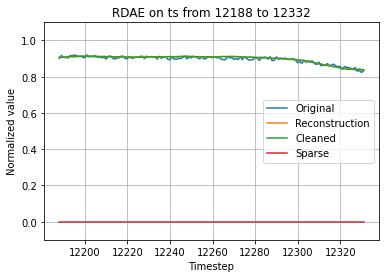 RDAE on ts from 12188 to 12332
Normalized value
1.0
0.8
0.6
0.4
0.2
0.0
Original
Reconstruction
Cleaned
Sparse
12200 12220 12240 12260 12280 12300 12320
Timestep